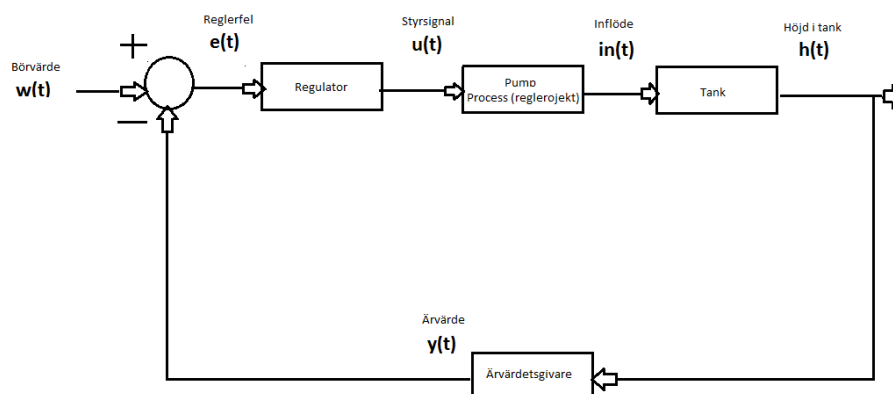 Reglerfel
e(t)
Styrsignal
u(t)
Inflöde
in(t)
Höjd i tank
h(t)
+
Börvärde
w(t)
−
Regulator
Pump
Process (reglerojekt)
Tank
Ärvärde
y(t)
Ärvärdetsgivare